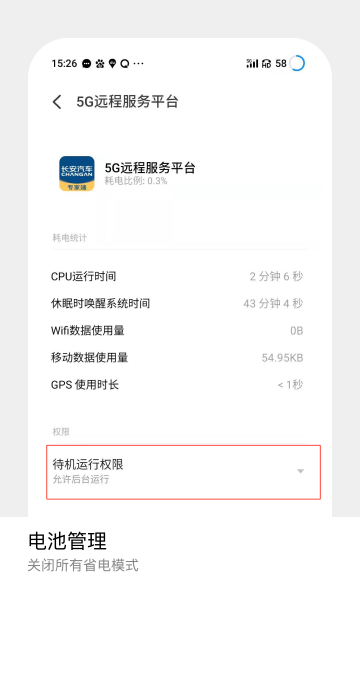 15:26 58
5G远程服务平台
长安汽车
CHANGAN
专家端
5G远程服务平台
耗电比例: 0.3%
耗电统计
CPU运行时间 2 分钟 6 秒
休眠时唤醒系统时间 43 分钟 4 秒
Wifi数据使用量 0B
移动数据使用量 54.95KB
GPS 使用时长 < 1秒
权限
待机运行权限
允许后台运行
电池管理
关闭所有省电模式